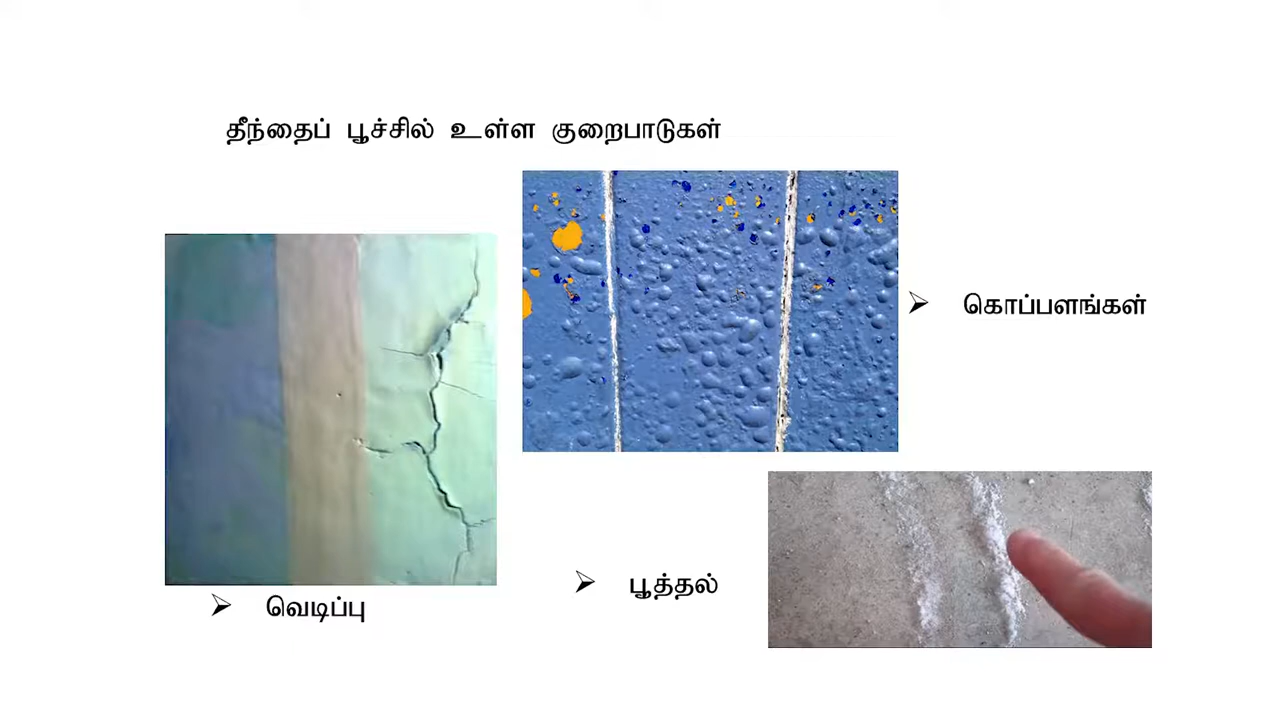 தீந்தைப் பூச்சில் உள்ள குறைபாடுகள்
➢ கொப்பளங்கள்
➢ பூத்தல்
➢ வெடிப்பு